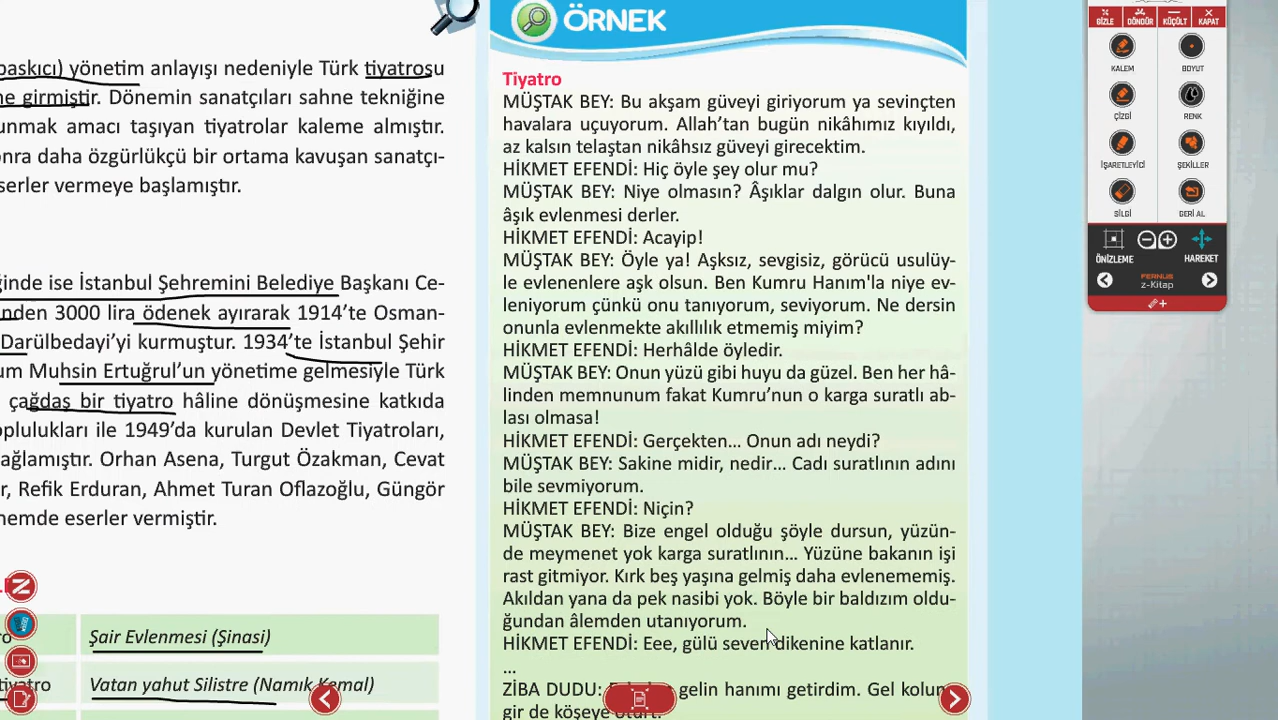 baskıcı) yönetim anlayışı nedeniyle Türk tiyatrosu
ne girmiştir. Dönemin sanatçıları sahne tekniğine
unmak amacı taşıyan tiyatrolar kaleme almıştır.
onra daha özgürlükçü bir ortama kavuşan sanatçı-
serler vermeye başlamıştır.
ğinde ise İstanbul Şehremini Belediye Başkanı Ce-
nden 3000 lira ödenek ayırarak 1914'te Osman-
Darülbedayi'yi kurmuştur. 1934'te İstanbul Şehir
um Muhsin Ertuğrul'un yönetime gelmesiyle Türk
çağdaş bir tiyatro hâline dönüşmesine katkıda
oplulukları ile 1949'da kurulan Devlet Tiyatroları,
ağlamıştır. Orhan Asena, Turgut Özakman, Cevat
r, Refik Erduran, Ahmet Turan Oflazoğlu, Güngör
nemde eserler vermiştir.
ro
Şair Evlenmesi (Şinasi)
tiyatro
Vatan yahut Silistre (Namık Kemal)
ÖRNEK
Tiyatro
MÜŞTAK BEY: Bu akşam güveyi giriyorum ya sevinçten
havalara uçuyorum. Allah'tan bugün nikâhımız kıyıldı,
az kalsın telaştan nikâhsız güveyi girecektim.
HİKMET EFENDİ: Hiç öyle şey olur mu?
MÜŞTAK BEY: Niye olmasın? Âşıklar dalgın olur. Buna
âşık evlenmesi derler.
HİKMET EFENDİ: Acayip!
MÜŞTAK BEY: Öyle ya! Aşksız, sevgisiz, görücü usulüy-
le evlenenlere aşk olsun. Ben Kumru Hanım'la niye ev-
leniyorum çünkü onu tanıyorum, seviyorum. Ne dersin
onunla evlenmekte akıllılık etmemiş miyim?
HİKMET EFENDİ: Herhâlde öyledir.
MÜŞTAK BEY: Onun yüzü gibi huyu da güzel. Ben her hâ-
linden memnunum fakat Kumru'nun o karga suratlı ab-
lası olmasa!
HİKMET EFENDİ: Gerçekten... Onun adı neydi?
MÜŞTAK BEY: Sakine midir, nedir... Cadı suratlının adını
bile sevmiyorum.
HİKMET EFENDİ: Niçin?
MÜŞTAK BEY: Bize engel olduğu şöyle dursun, yüzün-
de meymenet yok karga suratlının... Yüzüne bakanın işi
rast gitmiyor. Kırk beş yaşına gelmiş daha evlenememiş.
Akıldan yana da pek nasibi yok. Böyle bir baldızım oldu-
ğundan âlemden utanıyorum.
HİKMET EFENDİ: Eee, gülü seven dikenine katlanır.
...
ZİBA DUDU: gelin hanımı getirdim. Gel kolun
gir de köşeye oturt.
GİZLE DÖNDÜR KÜÇÜLT KAPAT
KALEM BOYUT
ÇİZGİ RENK
İŞARETLEYİCİ ŞEKİLLER
SİLGİ GERİ AL
ÖNİZLEME HAREKET
FERNUS
z-Kitap